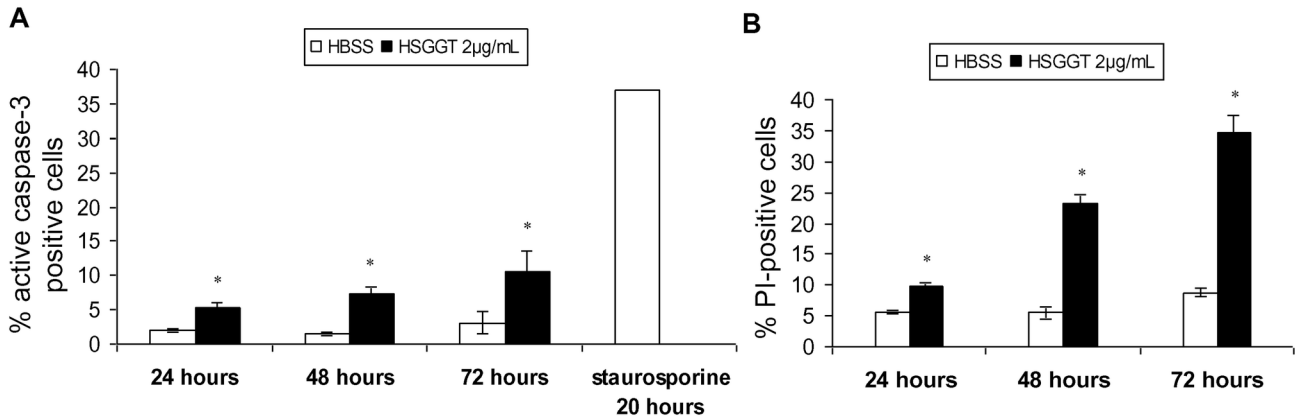 A
HBSS HSGGT 2µg/mL
% active caspase-3
positive cells
40
35
30
25
20
15
10
5
0
* * *
24 hours 48 hours 72 hours staurosporine
20 hours
B
HBSS HSGGT 2µg/mL
% PI-positive cells
40
35
30
25
20
15
10
5
0
* * *
24 hours 48 hours 72 hours